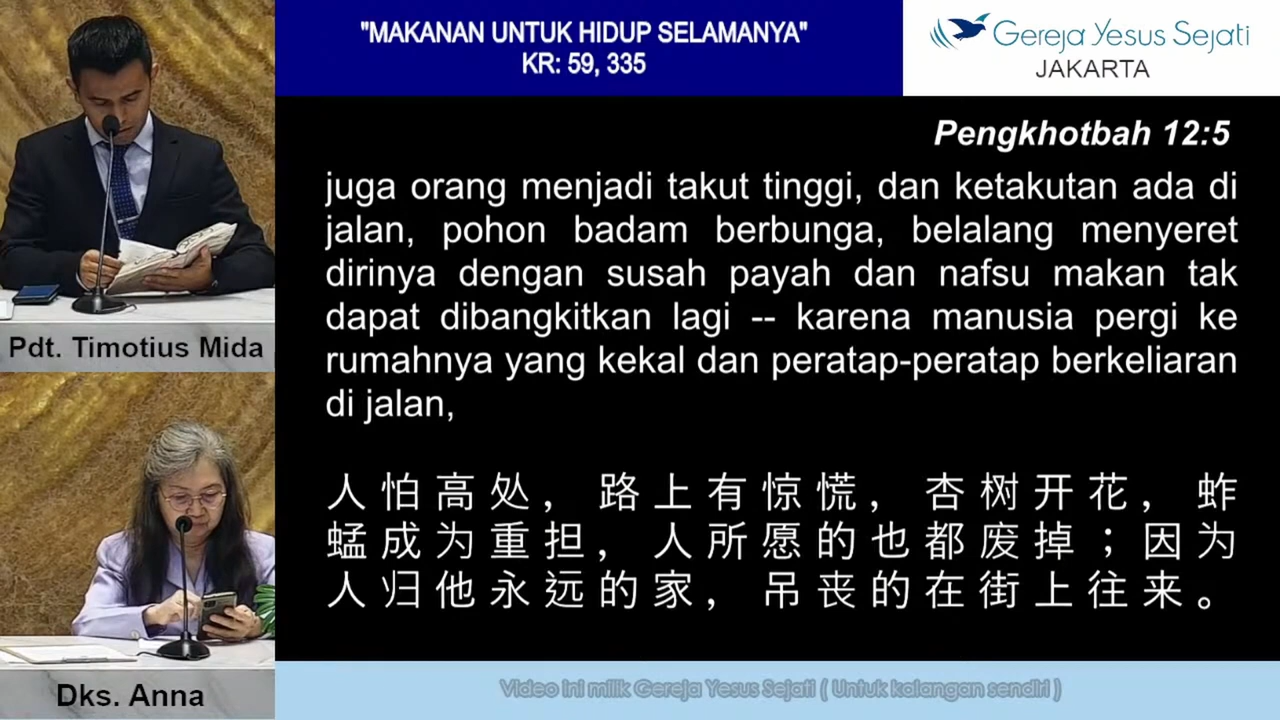 "MAKANAN UNTUK HIDUP SELAMANYA"
KR: 59, 335
Gereja Yesus Sejati
JAKARTA
Pengkhotbah 12:5
juga orang menjadi takut tinggi, dan ketakutan ada di
jalan, pohon badam berbunga, belalang menyeret
dirinya dengan susah payah dan nafsu makan tak
dapat dibangkitkan lagi -- karena manusia pergi ke
rumahnya yang kekal dan peratap-peratap berkeliaran
di jalan,
人怕高处，路上有惊慌，杏树开花，蚱
蜢成为重担，人所愿的也都废掉；因为
人归他永远的家，吊丧的在街上往来。
Pdt. Timotius Mida
Dks. Anna
Video ini milik Gereja Yesus Sejati ( Untuk kalangan sendiri )